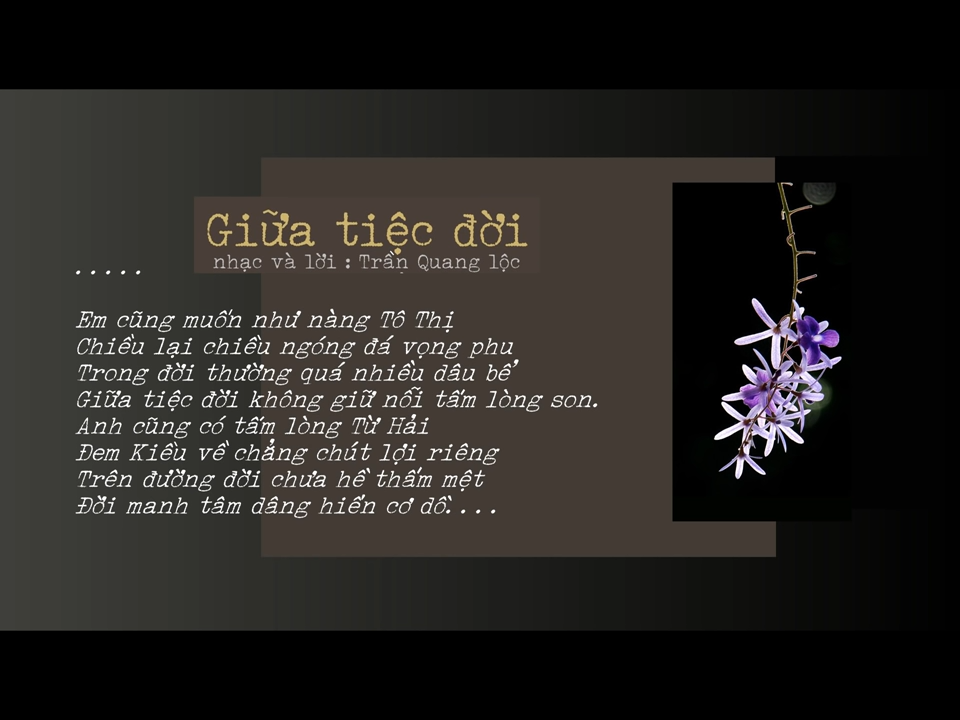 Giữa tiệc đời
nhạc và lời : Trần Quang lộc
.....
Em cũng muốn như nàng Tô Thị
Chiều lại chiều ngóng đá vọng phu
Trong đời thường quá nhiều dâu bể
Giữa tiệc đời không giữ nổi tấm lòng son.
Anh cũng có tấm lòng Từ Hải
Đem Kiều về chẳng chút lợi riêng
Trên đường đời chưa hề thấm mệt
Đời manh tâm dâng hiến cơ đồ....